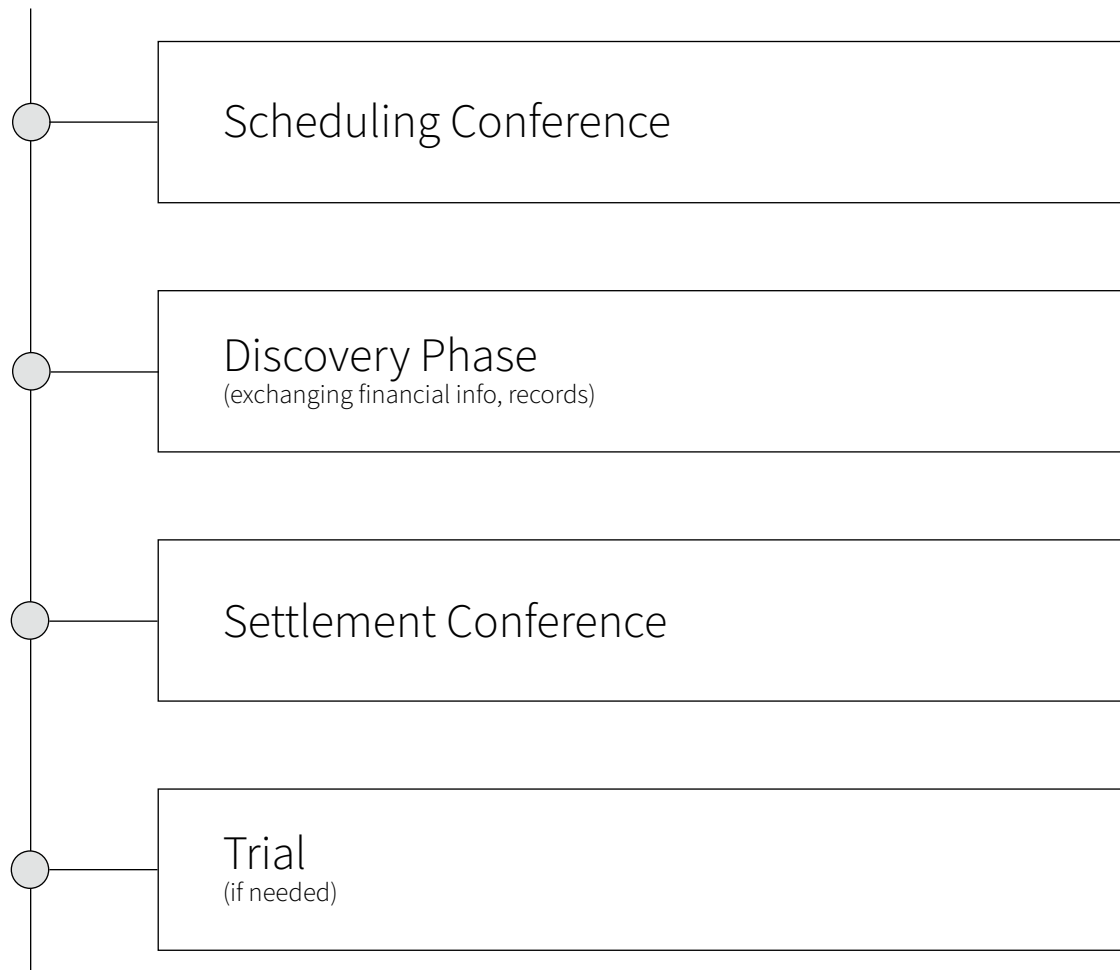 Scheduling Conference
Discovery Phase
(exchanging financial info, records)
Settlement Conference
Trial
(if needed)